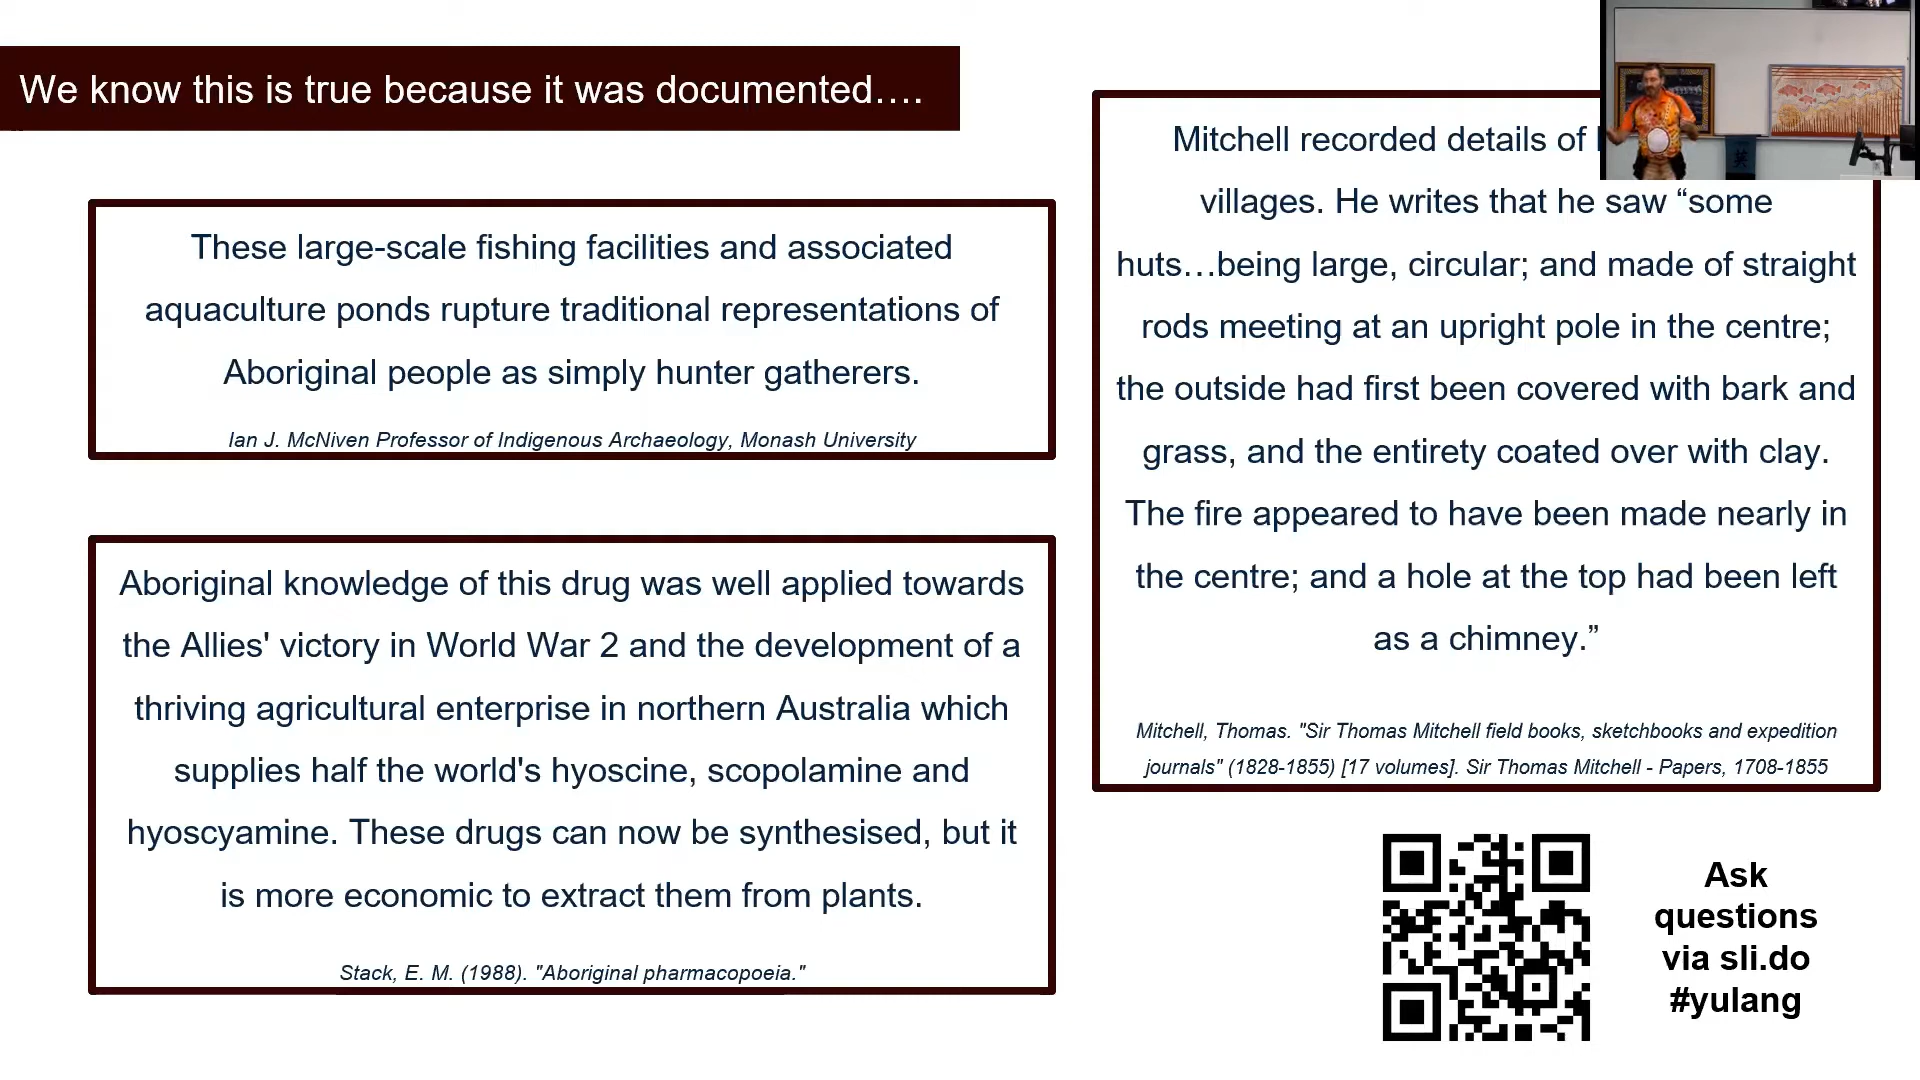 We know this is true because it was documented….
These large-scale fishing facilities and associated
aquaculture ponds rupture traditional representations of
Aboriginal people as simply hunter gatherers.
Ian J. McNiven Professor of Indigenous Archaeology, Monash University
Aboriginal knowledge of this drug was well applied towards
the Allies' victory in World War 2 and the development of a
thriving agricultural enterprise in northern Australia which
supplies half the world's hyoscine, scopolamine and
hyoscyamine. These drugs can now be synthesised, but it
is more economic to extract them from plants.
Stack, E. M. (1988). "Aboriginal pharmacopoeia."
Mitchell recorded details of
villages. He writes that he saw “some
huts…being large, circular; and made of straight
rods meeting at an upright pole in the centre;
the outside had first been covered with bark and
grass, and the entirety coated over with clay.
The fire appeared to have been made nearly in
the centre; and a hole at the top had been left
as a chimney.”
Mitchell, Thomas. "Sir Thomas Mitchell field books, sketchbooks and expedition
journals" (1828-1855) [17 volumes]. Sir Thomas Mitchell - Papers, 1708-1855
Ask
questions
via sli.do
#yulang